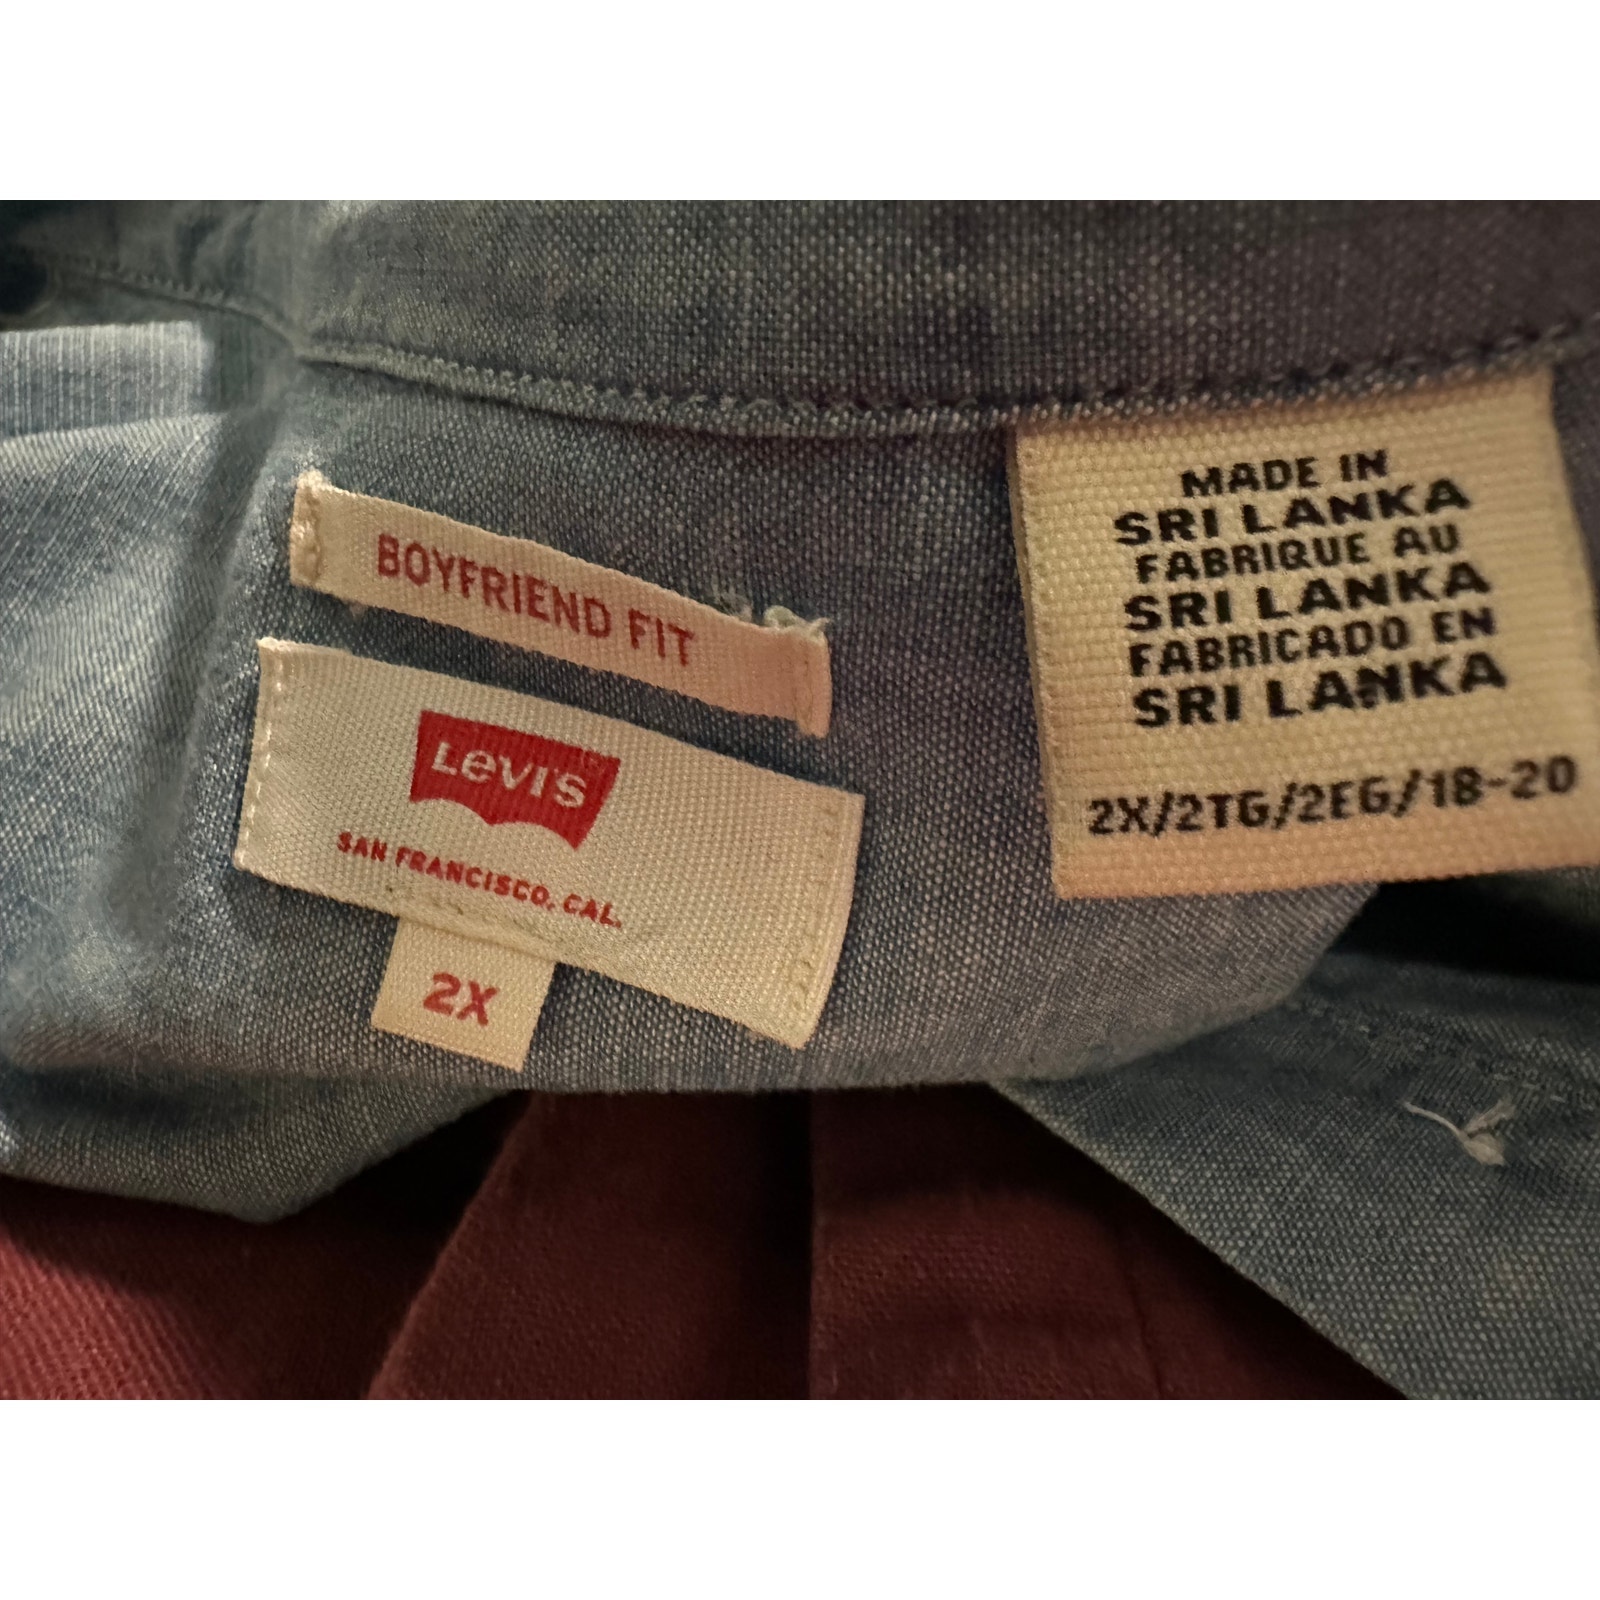 BOYFRIEND FIT
LEVI'S
SAN FRANCISCO, CAL.
2X
MADE IN
SRI LANKA
FABRIQUE AU
SRI LANKA
FABRICADO EN
SRI LANKA
2X/2TG/2EG/18-20